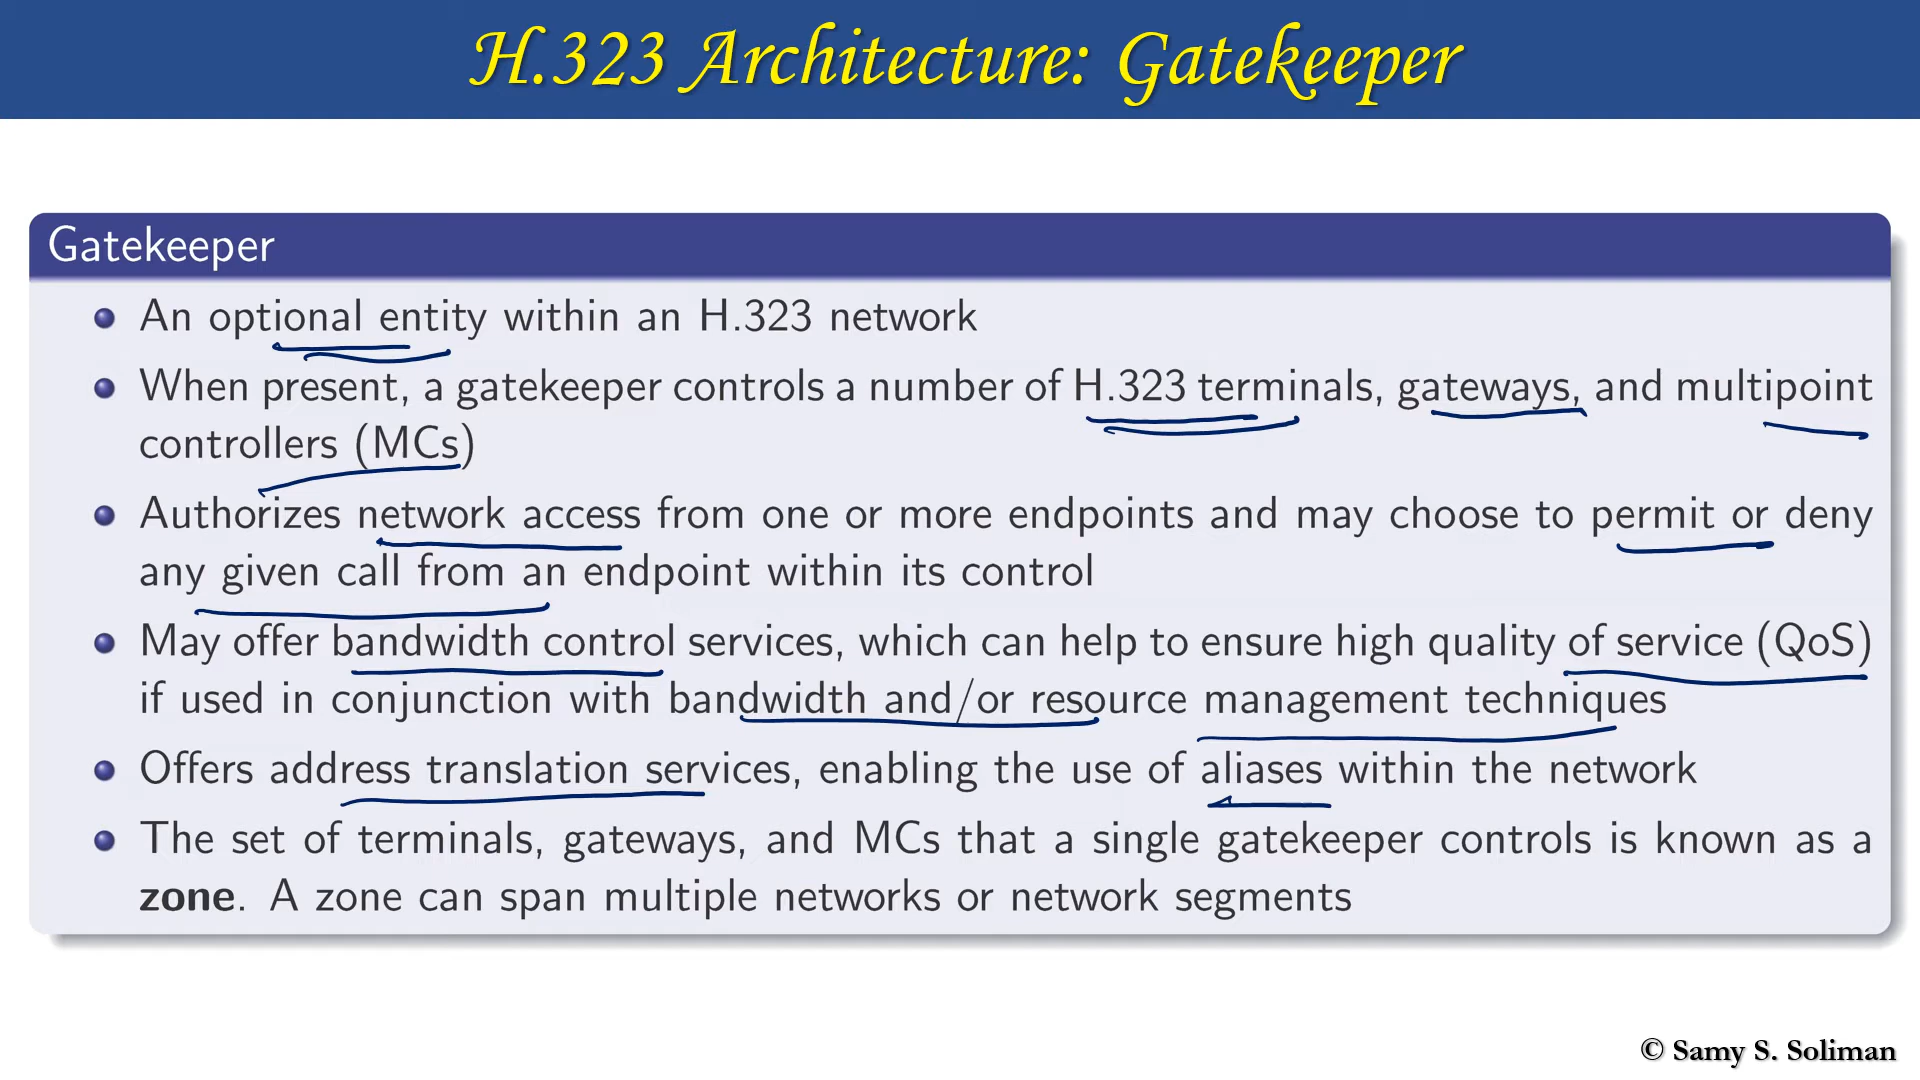 H.323 Architecture: Gatekeeper
Gatekeeper
An optional entity within an H.323 network
When present, a gatekeeper controls a number of H.323 terminals, gateways, and multipoint
controllers (MCs)
Authorizes network access from one or more endpoints and may choose to permit or deny
any given call from an endpoint within its control
May offer bandwidth control services, which can help to ensure high quality of service (QoS)
if used in conjunction with bandwidth and/or resource management techniques
Offers address translation services, enabling the use of aliases within the network
The set of terminals, gateways, and MCs that a single gatekeeper controls is known as a
zone. A zone can span multiple networks or network segments
© Samy S. Soliman